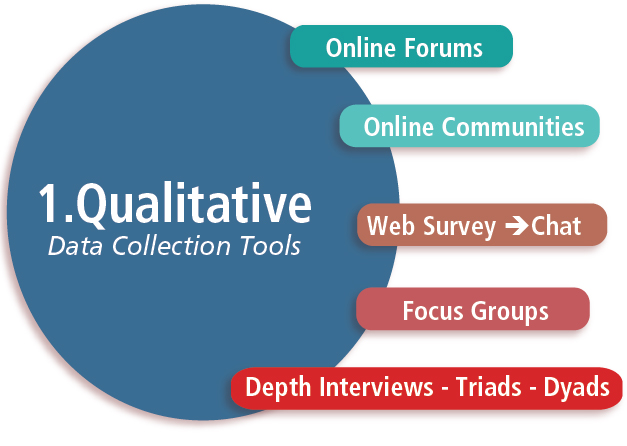 Online Forums
Online Communities
1.Qualitative
Data Collection Tools
Web Survey ➔Chat
Focus Groups
Depth Interviews - Triads - Dyads